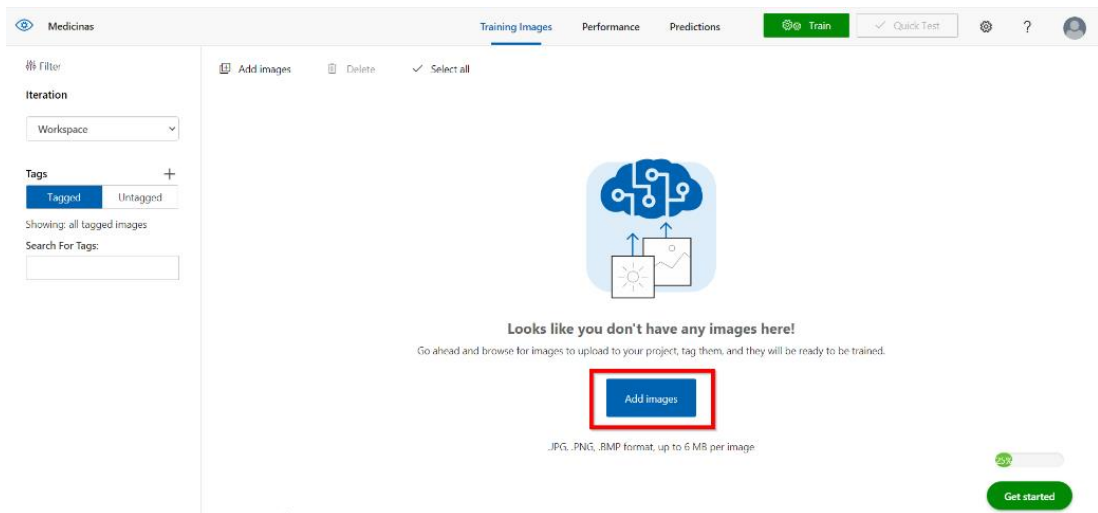 Medicinas
Training Images
Performance
Predictions
Train
Quick Test
?
Filter
Iteration
Workspace
Tags
+
Tagged
Untagged
Showing: all tagged images
Search For Tags:
Add images
Delete
Select all
Looks like you don't have any images here!
Go ahead and browse for images to upload to your project, tag them, and they will be ready to be trained.
Add images
.JPG, .PNG, .BMP format, up to 6 MB per image
25%
Get started